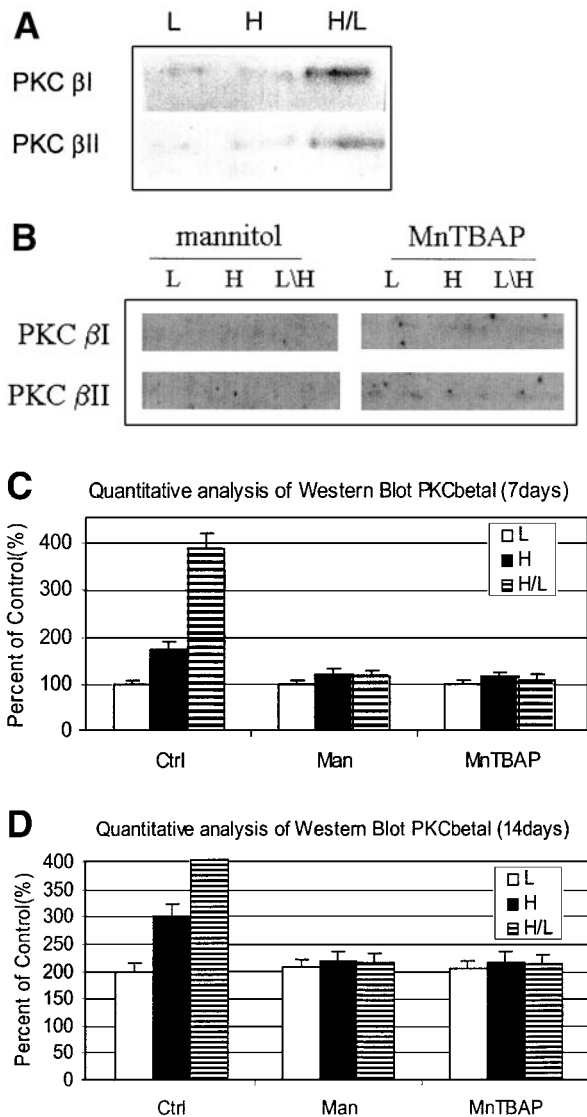 A
L H H/L
PKC βI
PKC βII
B
mannitol MnTBAP
L H L\H L H L\H
PKC βI
PKC βII
C
Quantitative analysis of Western Blot PKCbetaI (7days)
Percent of Control(%)
400
300
200
100
0
L
H
H/L
Ctrl Man MnTBAP
D
Quantitative analysis of Western Blot PKCbetaI (14days)
Percent of Control(%)
400
350
300
250
200
150
100
50
0
L
H
H/L
Ctrl Man MnTBAP